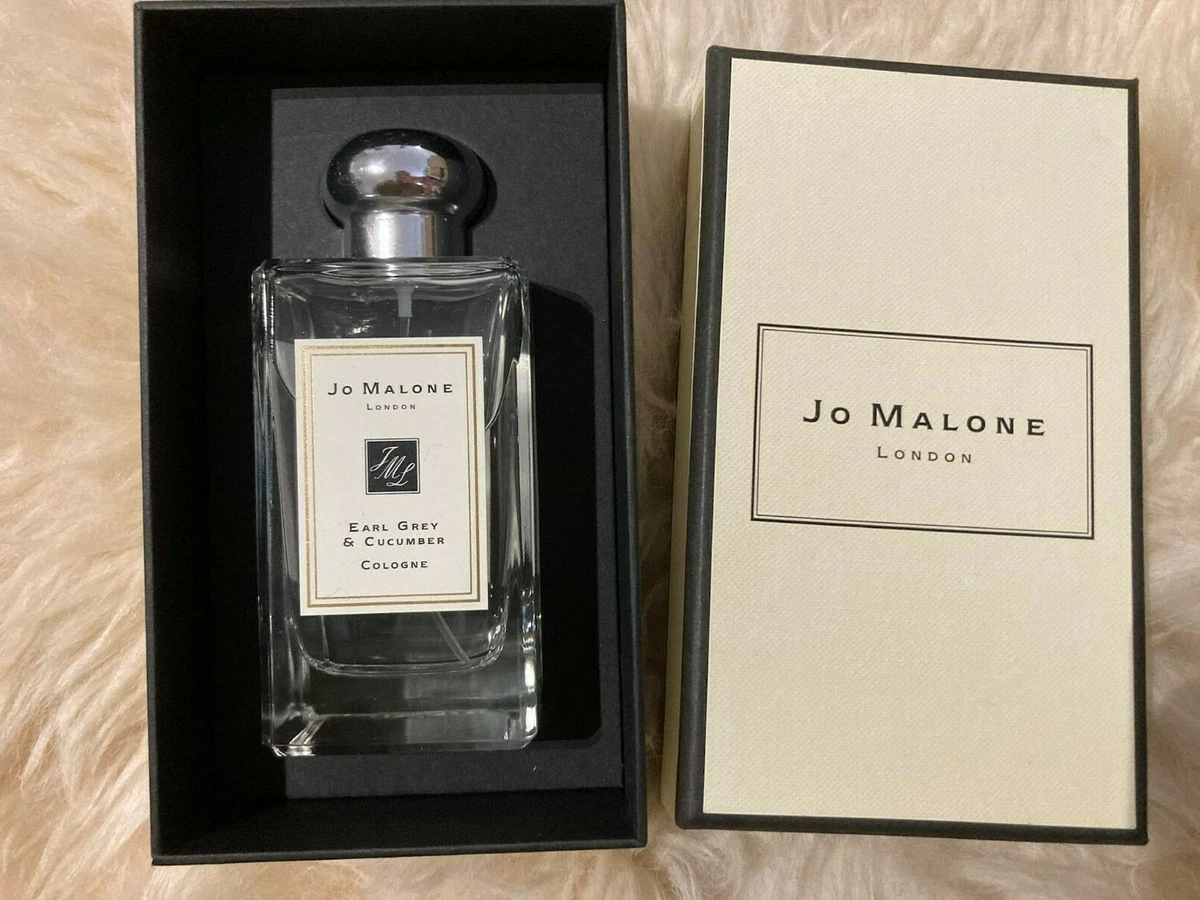 Jo Malone
London
JML
Earl Grey
& Cucumber
Cologne
Jo Malone
London